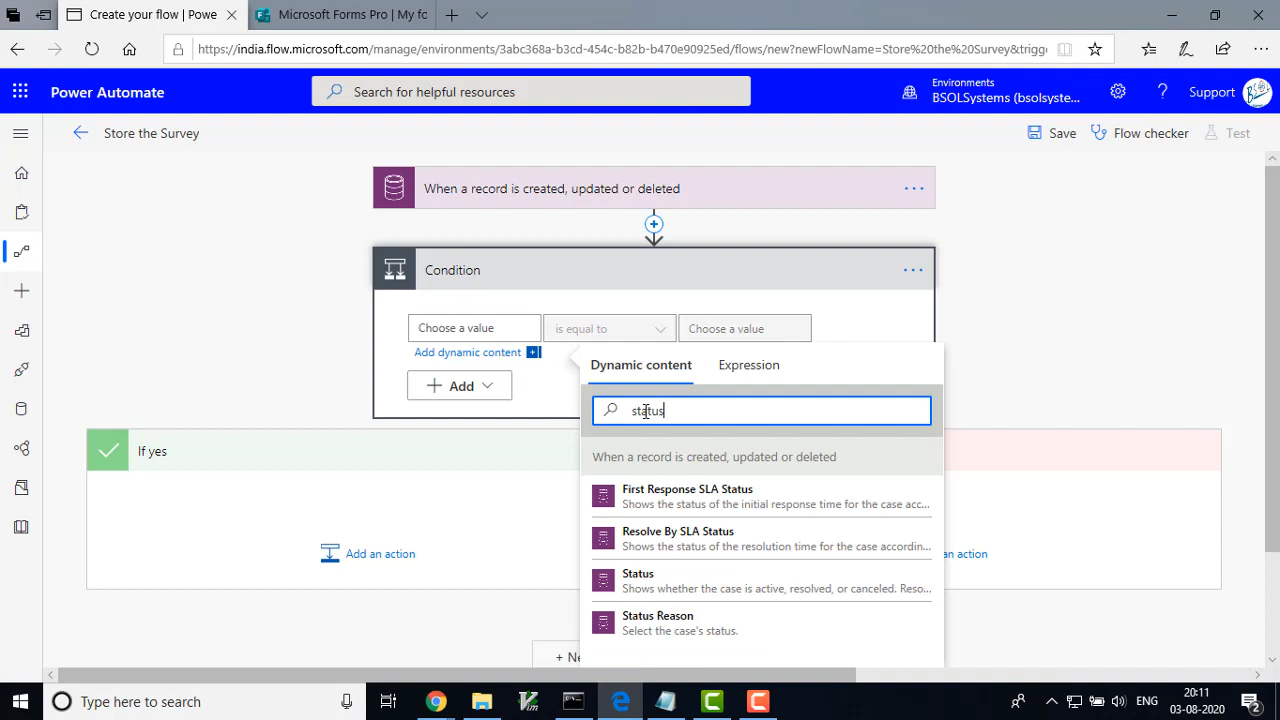 Create your flow | Powe
Microsoft Forms Pro | My fo
https://india.flow.microsoft.com/manage/environments/3abc368a-b3cd-454c-b82b-b470e90925ed/flows/new?newFlowName=Store%20the%20Survey&trigge
Power Automate
Search for helpful resources
Environments
BSOLSystems (bsolsyste...
Support
Store the Survey
Save
Flow checker
Test
When a record is created, updated or deleted
Condition
Choose a value
is equal to
Choose a value
Add dynamic content
Add
Dynamic content
Expression
status
When a record is created, updated or deleted
First Response SLA Status
Shows the status of the initial response time for the case acc...
Resolve By SLA Status
Shows the status of the resolution time for the case accordin...
Status
Shows whether the case is active, resolved, or canceled. Reso...
Status Reason
Select the case's status.
If yes
Add an action
an action
+ Ne
Type here to search
ENG
20:11
03-08-2020
2